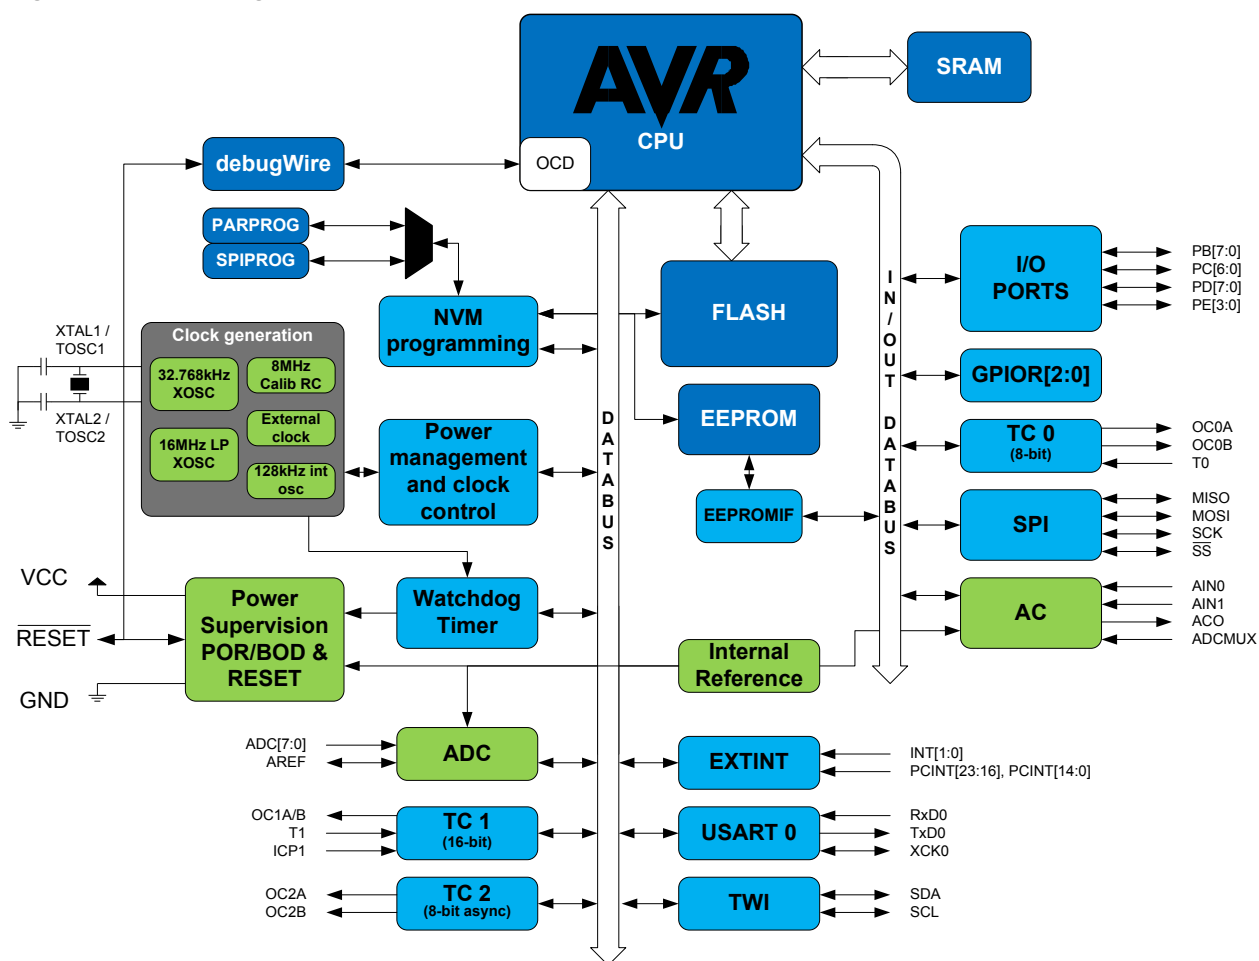 AVR
CPU
SRAM
OCD
debugWire
PARPROG
SPIPROG
I/O
PORTS
PB[7:0]
PC[6:0]
PD[7:0]
PE[3:0]
NVM
programming
FLASH
IN/OUT
DATABUS
DATABUS
XTAL1 /
TOSC1
XTAL2 /
TOSC2
Clock generation
32.768kHz
XOSC
8MHz
Calib RC
External
clock
16MHz LP
XOSC
128kHz int
osc
GPIOR[2:0]
EEPROM
TC 0
(8-bit)
OC0A
OC0B
T0
Power
management
and clock
control
EEPROMIF
SPI
MISO
MOSI
SCK
SS
VCC
RESET
GND
Power
Supervision
POR/BOD &
RESET
Watchdog
Timer
Internal
Reference
AC
AIN0
AIN1
ACO
ADCMUX
ADC[7:0]
AREF
ADC
EXTINT
INT[1:0]
PCINT[23:16], PCINT[14:0]
OC1A/B
T1
ICP1
TC 1
(16-bit)
USART 0
RxD0
TxD0
XCK0
OC2A
OC2B
TC 2
(8-bit async)
TWI
SDA
SCL